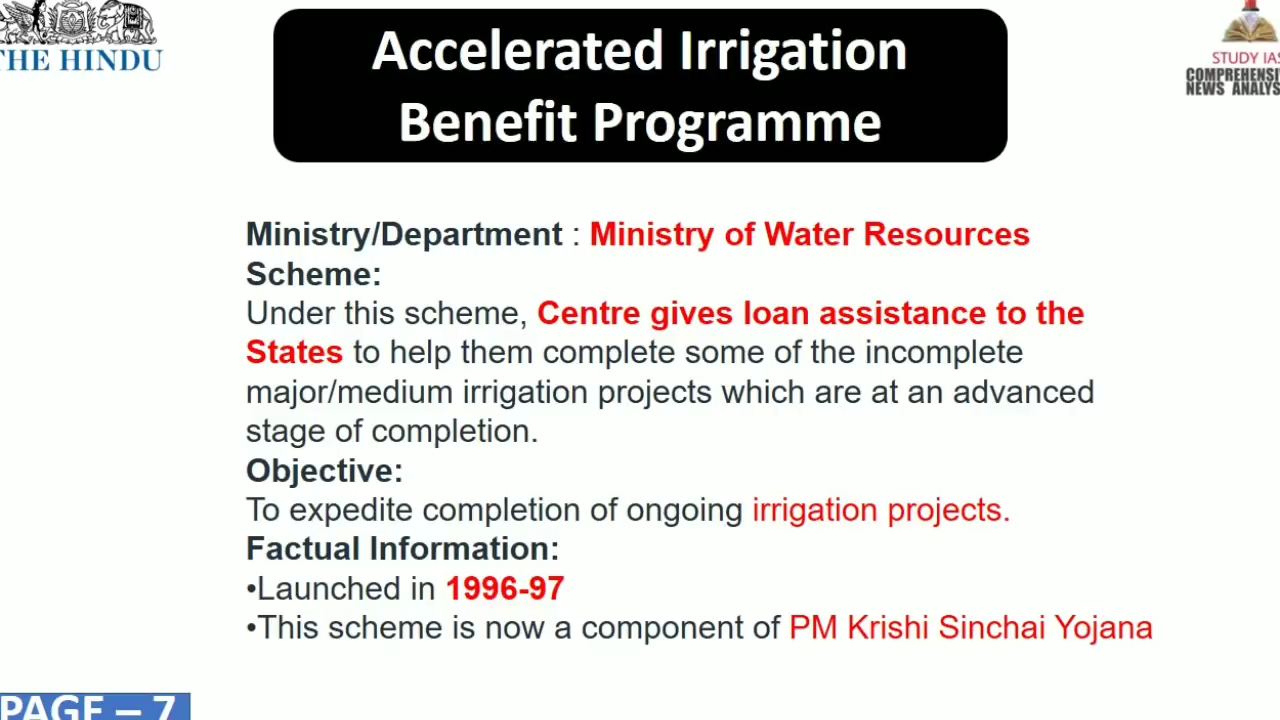 THE HINDU
Accelerated Irrigation
Benefit Programme
STUDY IAS
COMPREHENSI
NEWS ANALYS
Ministry/Department : Ministry of Water Resources
Scheme:
Under this scheme, Centre gives loan assistance to the
States to help them complete some of the incomplete
major/medium irrigation projects which are at an advanced
stage of completion.
Objective:
To expedite completion of ongoing irrigation projects.
Factual Information:
•Launched in 1996-97
•This scheme is now a component of PM Krishi Sinchai Yojana
PAGE – 7